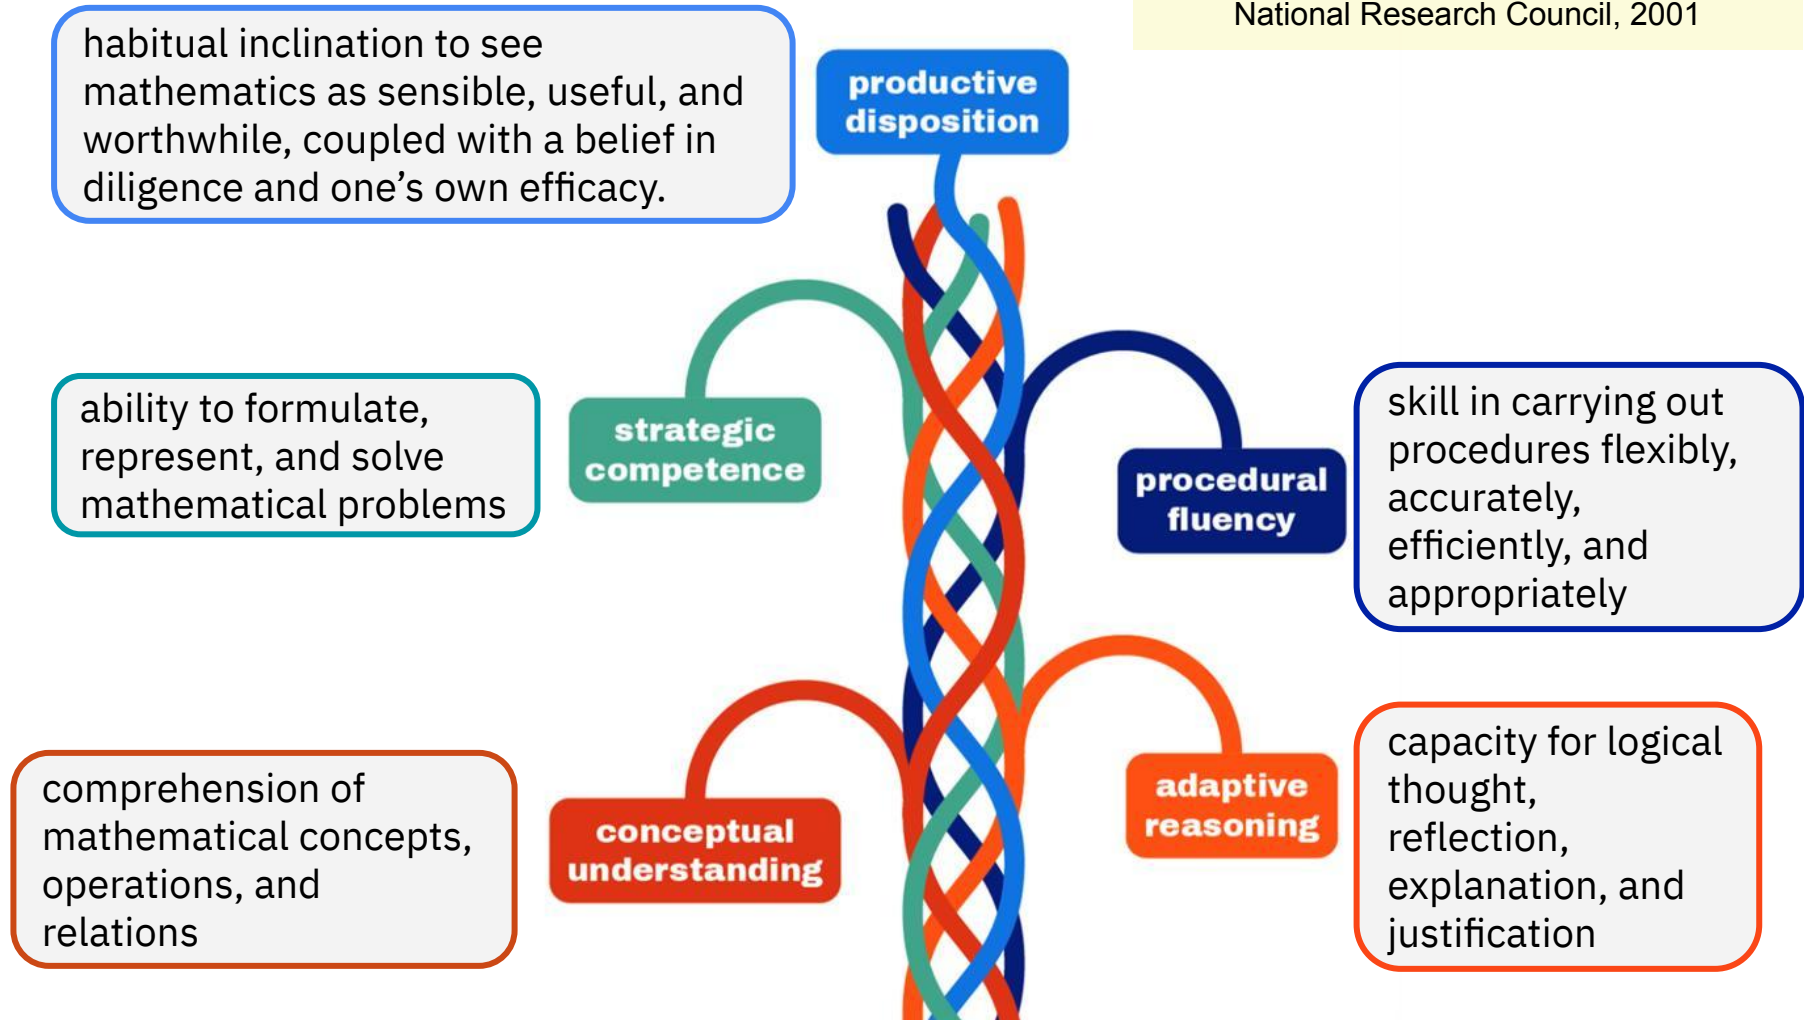 National Research Council, 2001
habitual inclination to see
mathematics as sensible, useful, and
worthwhile, coupled with a belief in
diligence and one’s own efficacy.
productive
disposition
ability to formulate,
represent, and solve
mathematical problems
strategic
competence
procedural
fluency
skill in carrying out
procedures flexibly,
accurately,
efficiently, and
appropriately
comprehension of
mathematical concepts,
operations, and
relations
conceptual
understanding
adaptive
reasoning
capacity for logical
thought,
reflection,
explanation, and
justification